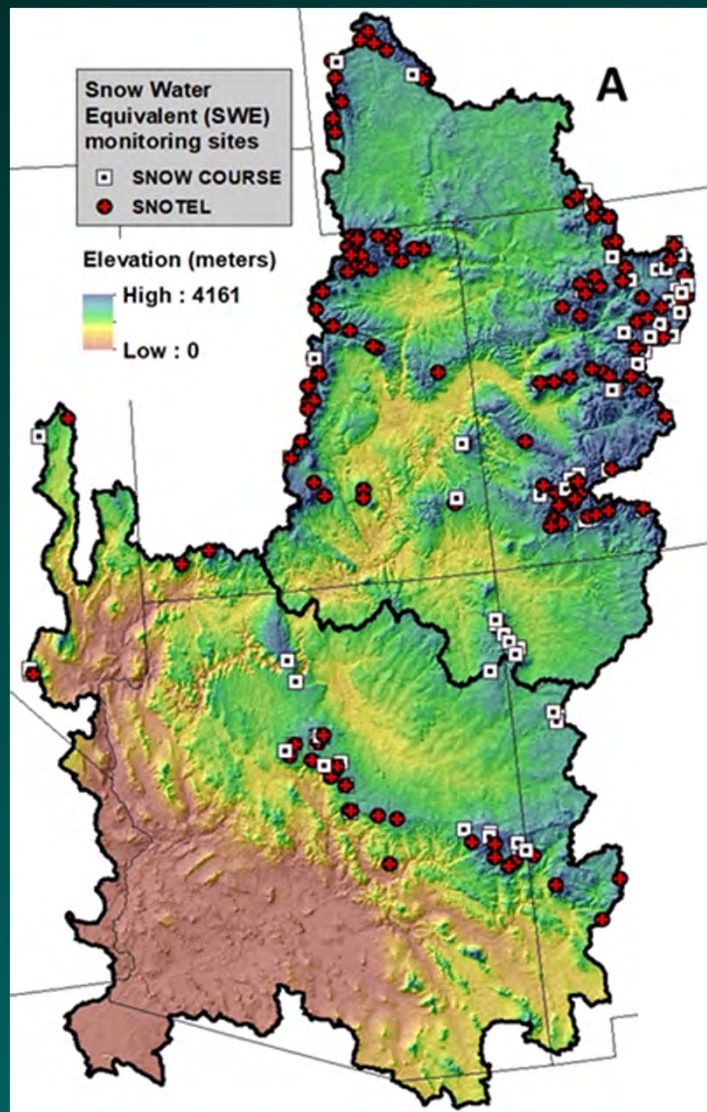 A
Snow Water
Equivalent (SWE)
monitoring sites
SNOW COURSE
SNOTEL
Elevation (meters)
High : 4161
Low : 0